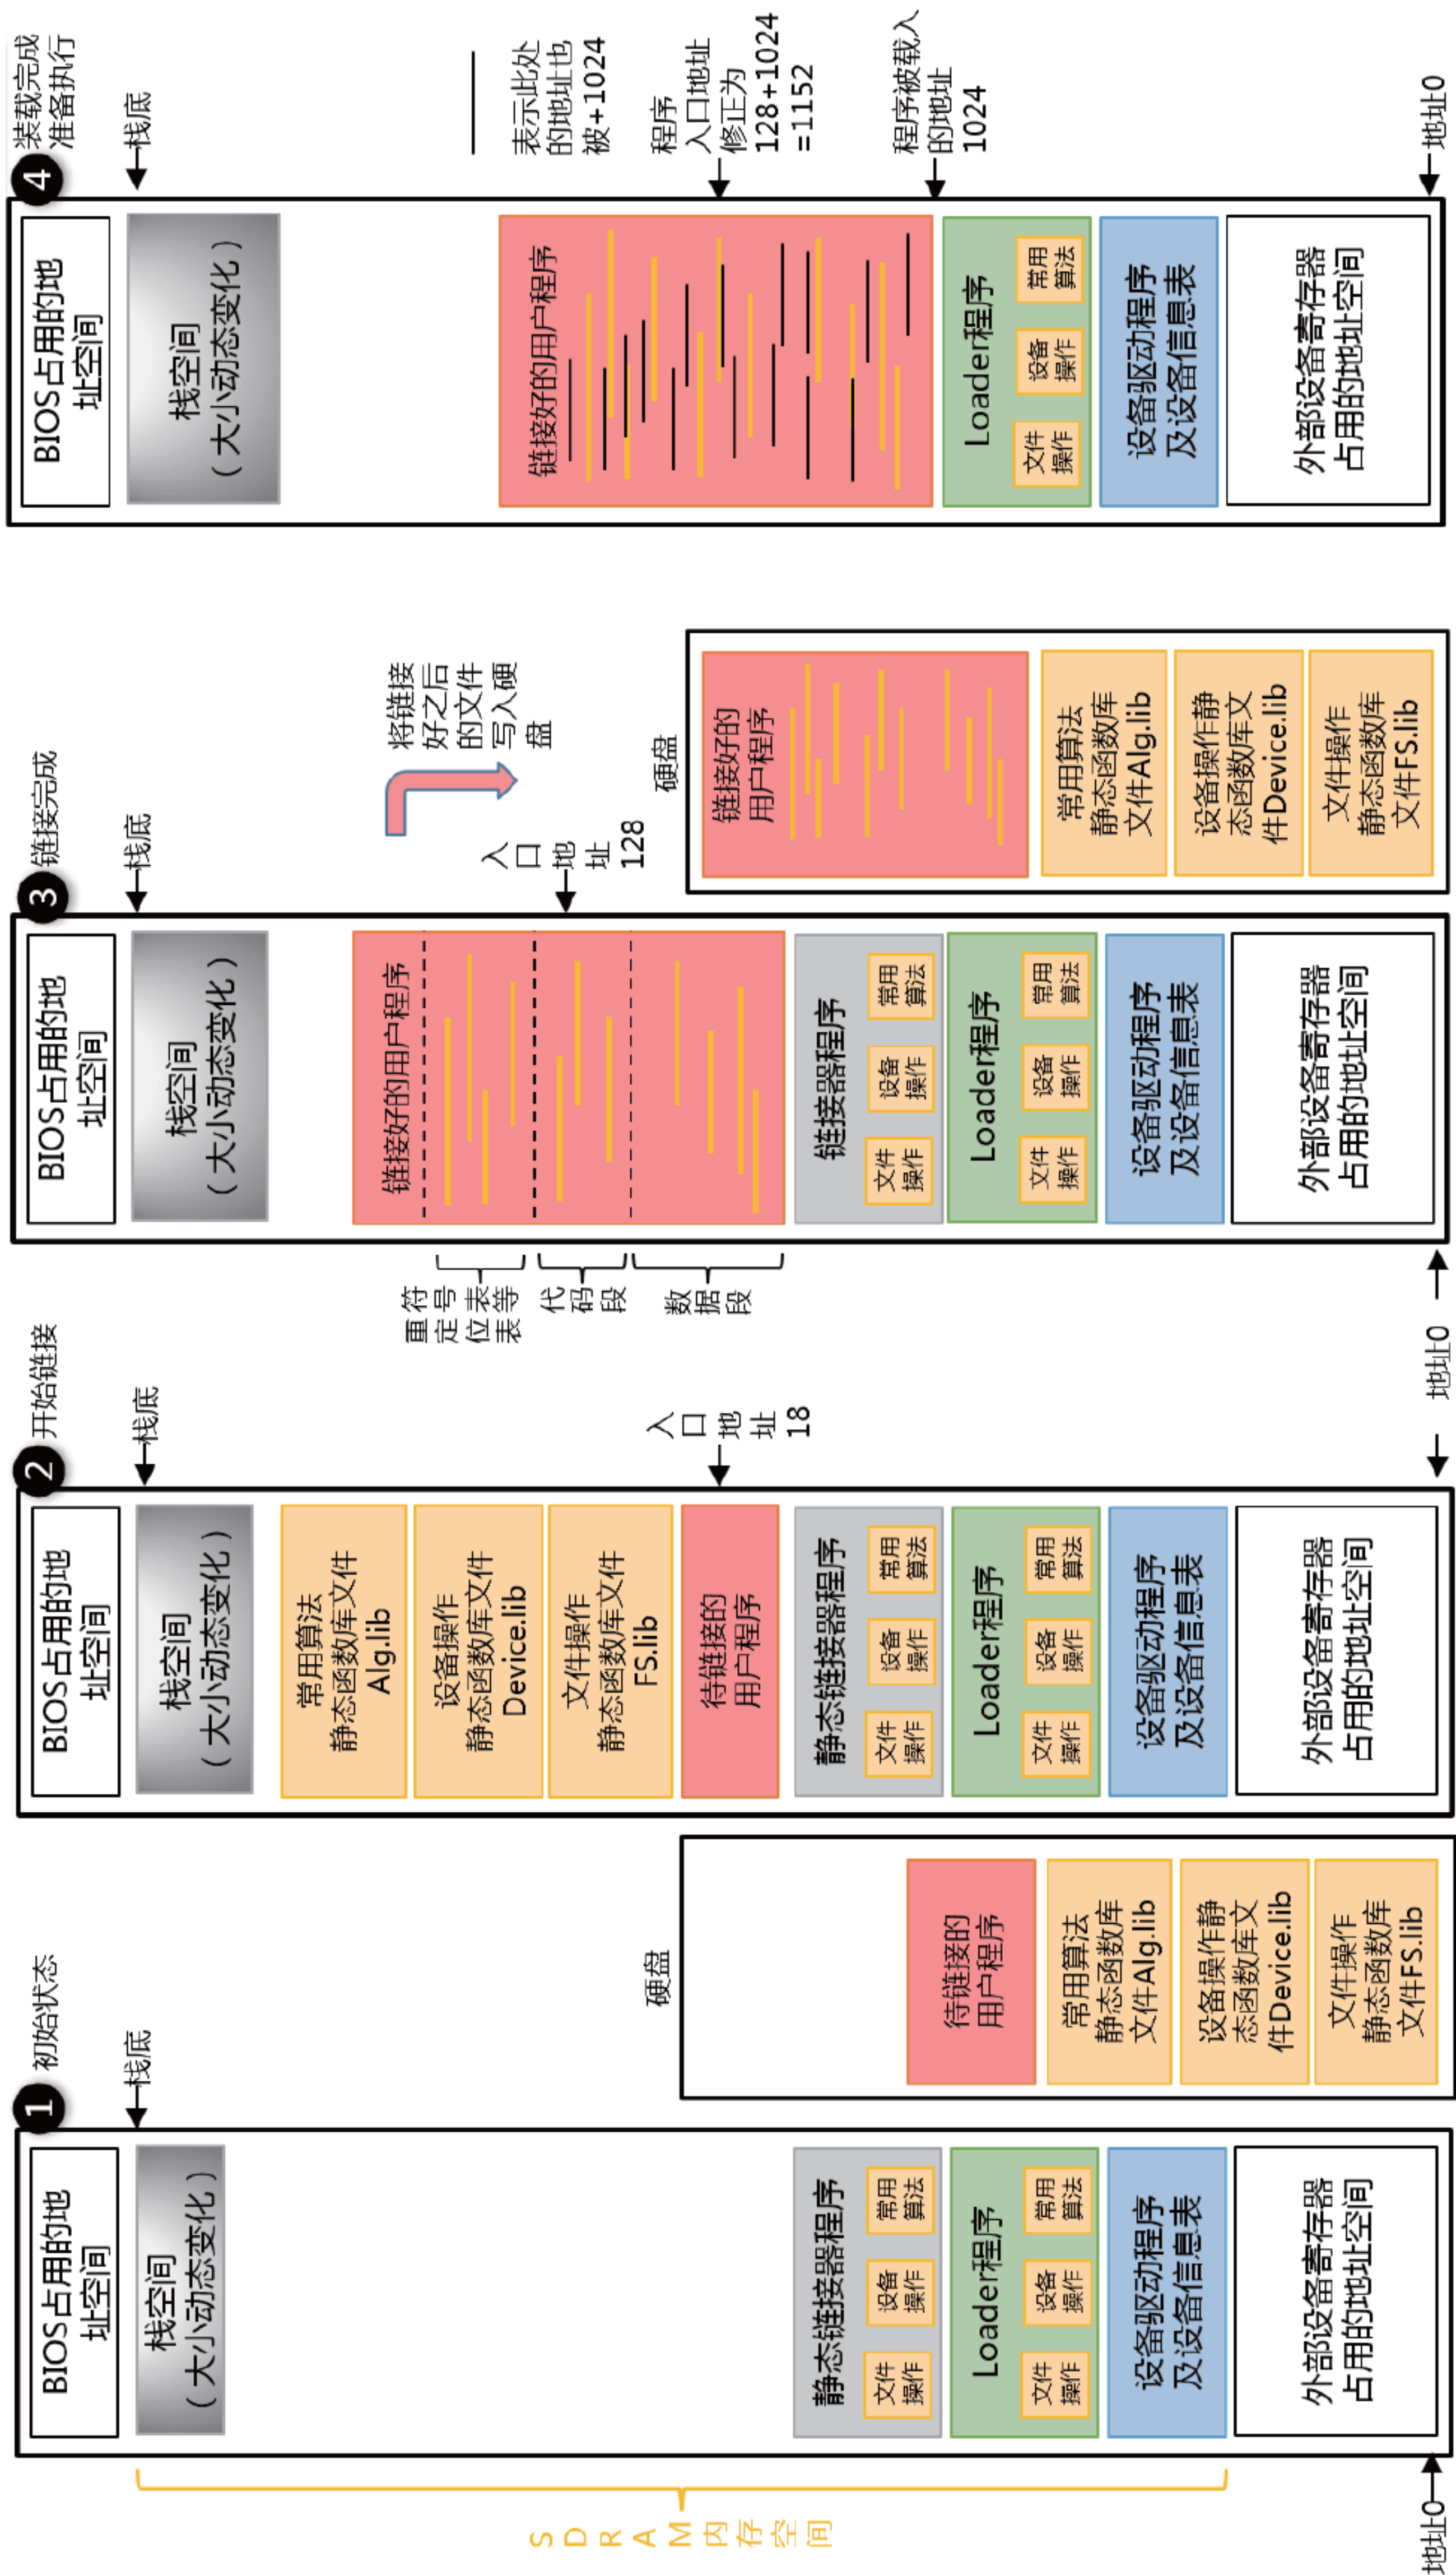 1 初始状态
←栈底
BIOS占用的地
址空间
栈空间
（大小动态变化）
静态链接器程序
文件
操作
设备
操作
常用
算法
Loader程序
文件
操作
设备
操作
常用
算法
设备驱动程序
及设备信息表
外部设备寄存器
占用的地址空间
地址0
SDRAM内存空间
硬盘
待链接的
用户程序
常用算法
静态函数库
文件Alg.lib
设备操作静
态函数库文
件Device.lib
文件操作
静态函数库
文件FS.lib
2 开始链接
栈底
BIOS占用的地
址空间
栈空间
（大小动态变化）
常用算法
静态函数库文件
Alg.lib
设备操作
静态函数库文件
Device.lib
文件操作
静态函数库文件
FS.lib
待链接的
用户程序
入
口
地
址
18
静态链接器程序
文件
操作
设备
操作
常用
算法
Loader程序
文件
操作
设备
操作
常用
算法
设备驱动程序
及设备信息表
外部设备寄存器
占用的地址空间
地址0
3 链接完成
栈底
BIOS占用的地
址空间
栈空间
（大小动态变化）
链接好的用户程序
重符
定号
位表
表等
代
码
段
数
据
段
入
口
地
址
128
将链接
好之后
的文件
写入硬
盘
链接器程序
文件
操作
设备
操作
常用
算法
Loader程序
文件
操作
设备
操作
常用
算法
设备驱动程序
及设备信息表
外部设备寄存器
占用的地址空间
硬盘
链接好的
用户程序
常用算法
静态函数库
文件Alg.lib
设备操作静
态函数库文
件Device.lib
文件操作
静态函数库
文件FS.lib
4 装载完成
准备执行
栈底
BIOS占用的地
址空间
栈空间
（大小动态变化）
链接好的用户程序
表示此处
的地址也
被+1024
程序
入口地址
修正为
128+1024
=1152
程序被载入
的地址
1024
Loader程序
文件
操作
设备
操作
常用
算法
设备驱动程序
及设备信息表
外部设备寄存器
占用的地址空间
地址0